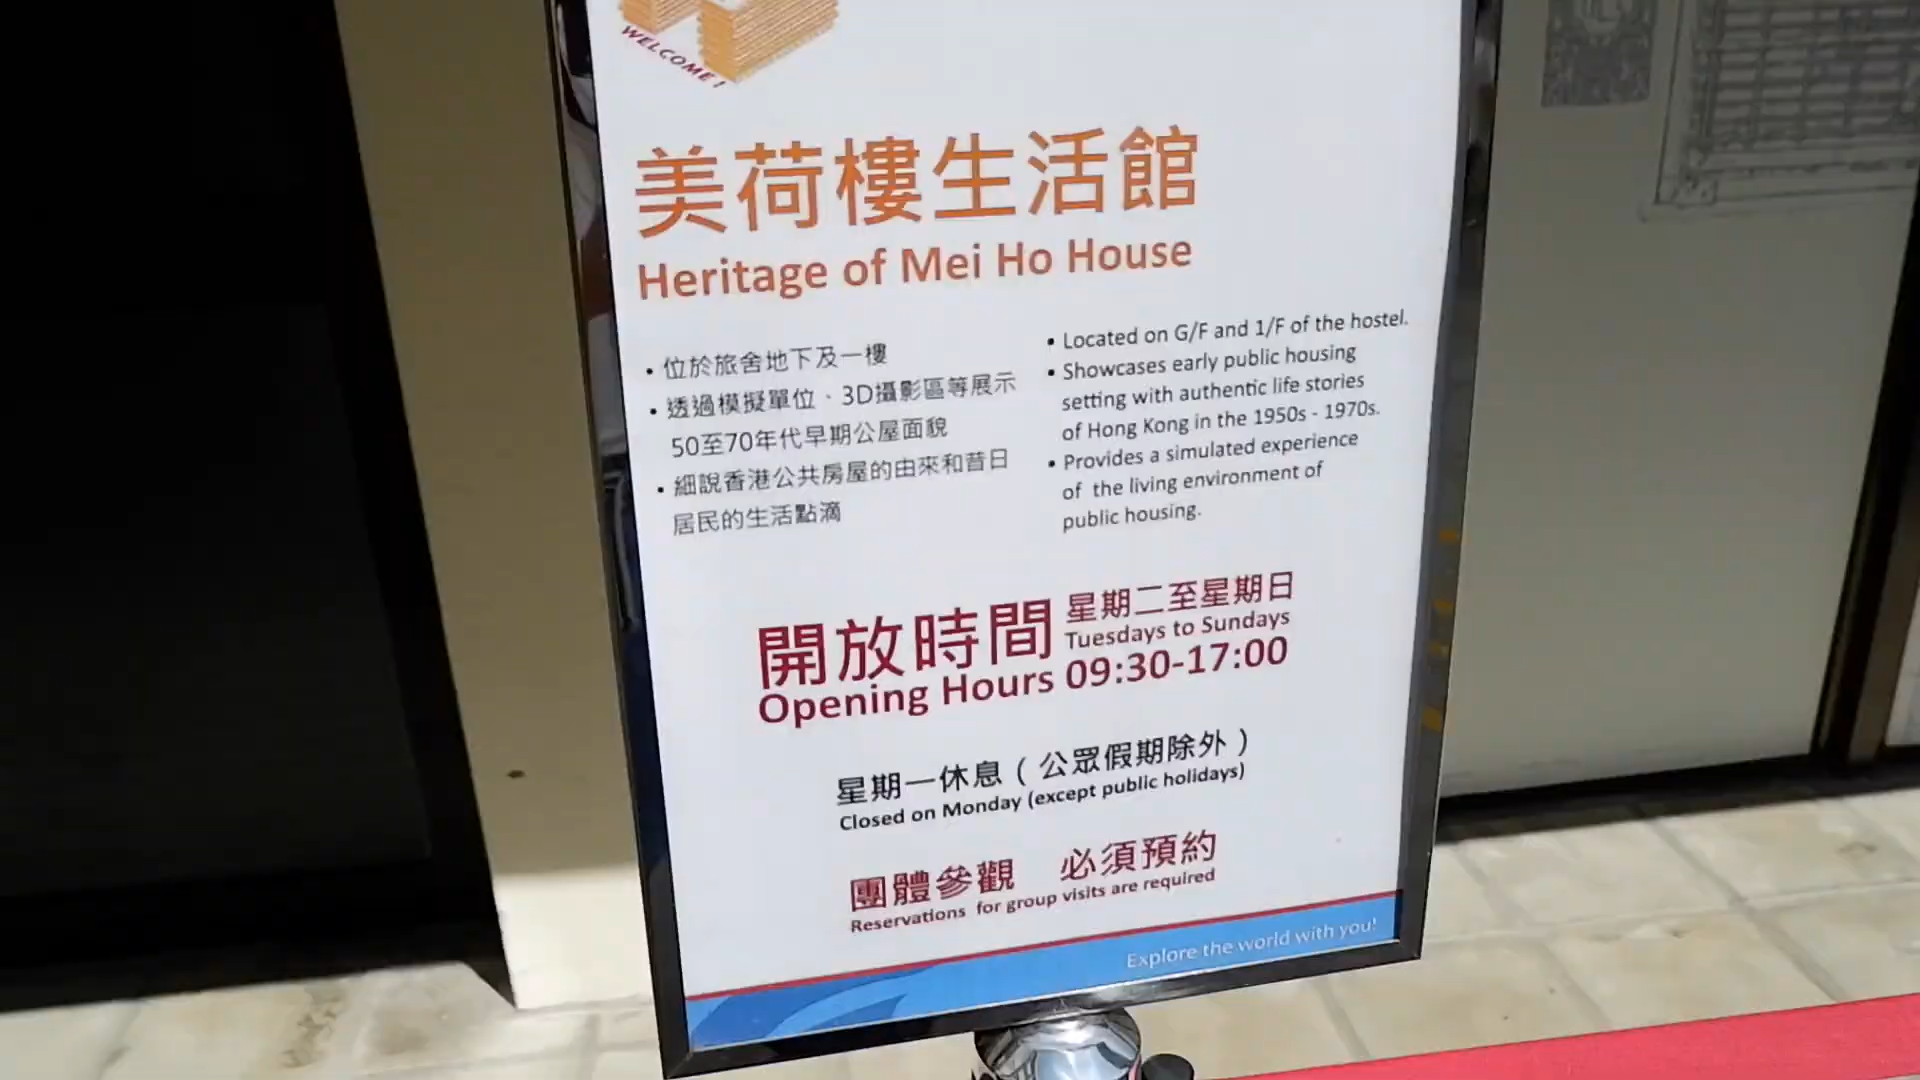 WELCOME !
美荷樓生活館
Heritage of Mei Ho House
• 位於旅舍地下及一樓
• 透過模擬單位、3D攝影區等展示
50至70年代早期公屋面貌
• 細說香港公共房屋的由來和昔日
居民的生活點滴
• Located on G/F and 1/F of the hostel.
• Showcases early public housing
setting with authentic life stories
of Hong Kong in the 1950s - 1970s.
• Provides a simulated experience
of the living environment of
public housing.
開放時間 星期二至星期日
Tuesdays to Sundays
Opening Hours 09:30-17:00
星期一休息（公眾假期除外）
Closed on Monday (except public holidays)
團體參觀 必須預約
Reservations for group visits are required
Explore the world with you!